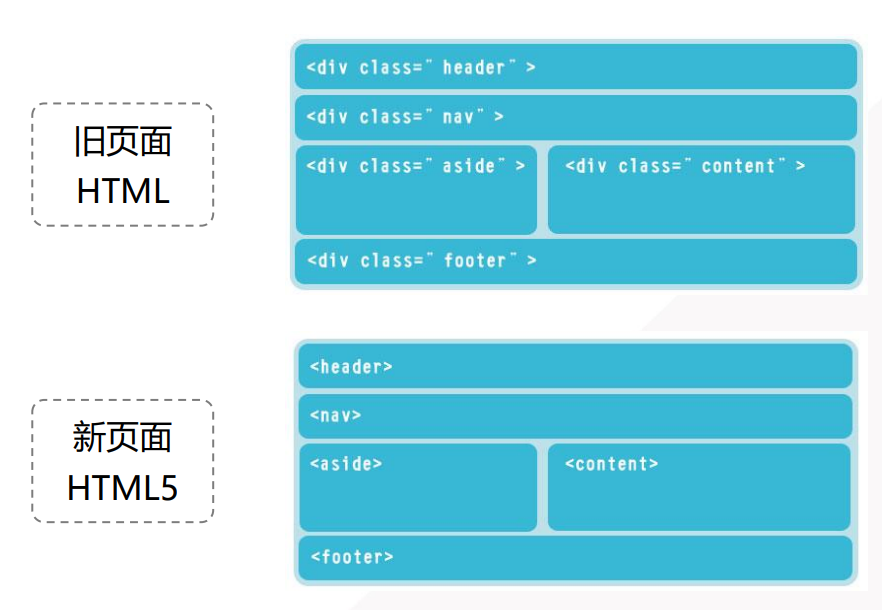 旧页面
HTML
<div class=" header" >
<div class=" nav" >
<div class=" aside" >
<div class=" content" >
<div class=" footer" >
新页面
HTML5
<header>
<nav>
<aside>
<content>
<footer>